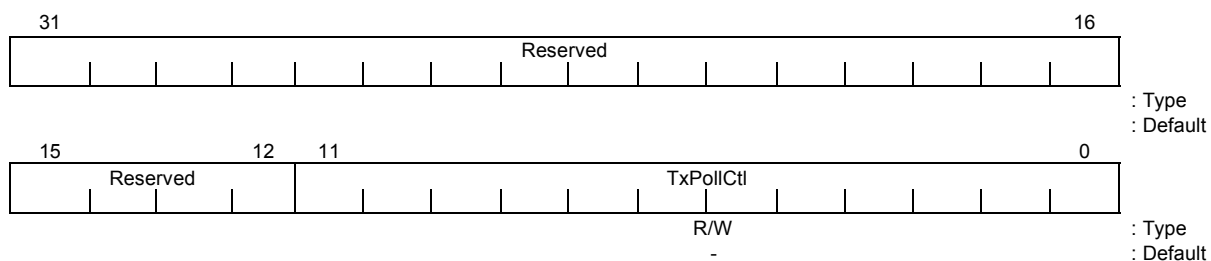 31 16
Reserved
: Type
: Default
15 12 11 0
Reserved TxPollCtl
R/W : Type
- : Default